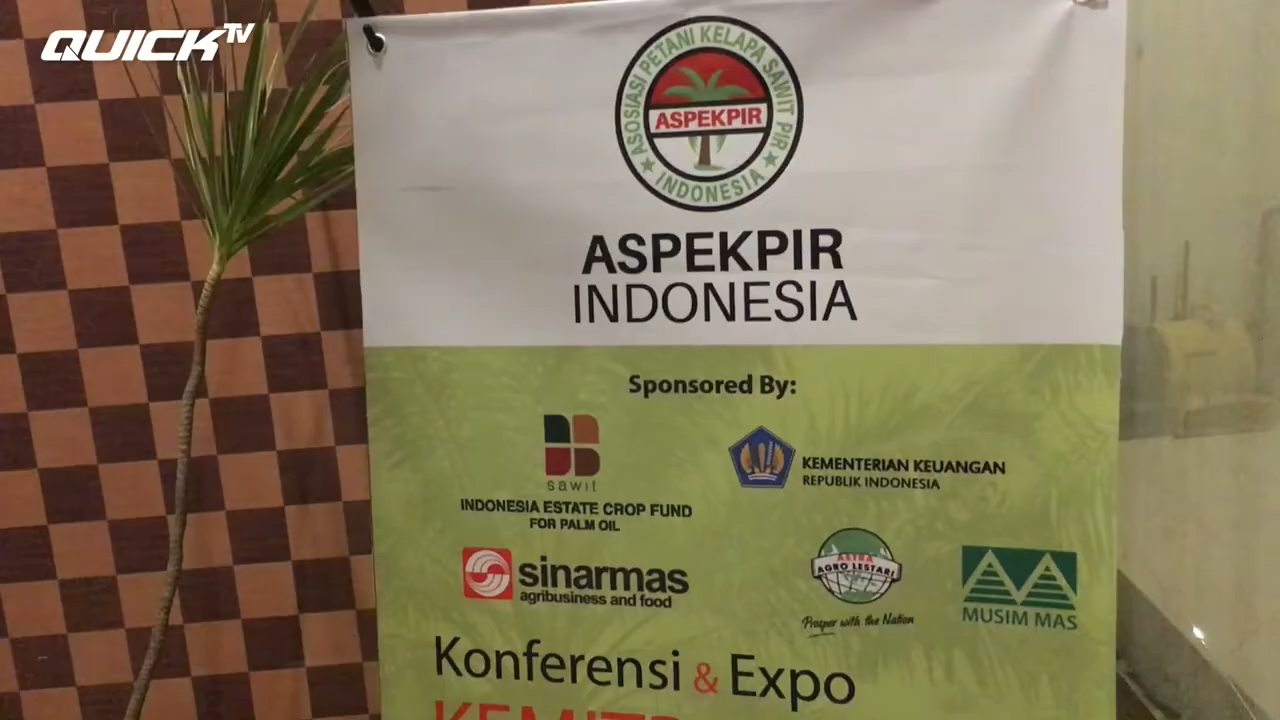 QUICK TV
ASOSIASI PETANI KELAPA SAWIT PIR
ASPEKPIR
INDONESIA
ASPEKPIR
INDONESIA
Sponsored By:
sawit
INDONESIA ESTATE CROP FUND
FOR PALM OIL
KEMENTERIAN KEUANGAN
REPUBLIK INDONESIA
sinarmas
agribusiness and food
ASTRA
AGRO LESTARI
Prosper with the Nation
MUSIM MAS
Konferensi & Expo